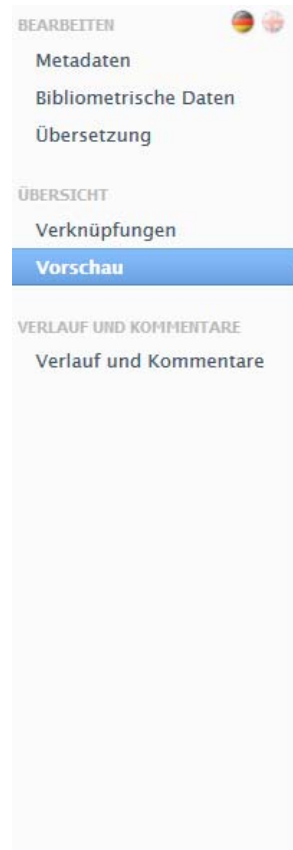 BEARBEITEN
Metadaten
Bibliometrische Daten
Übersetzung
ÜBERSICHT
Verknüpfungen
Vorschau
VERLAUF UND KOMMENTARE
Verlauf und Kommentare